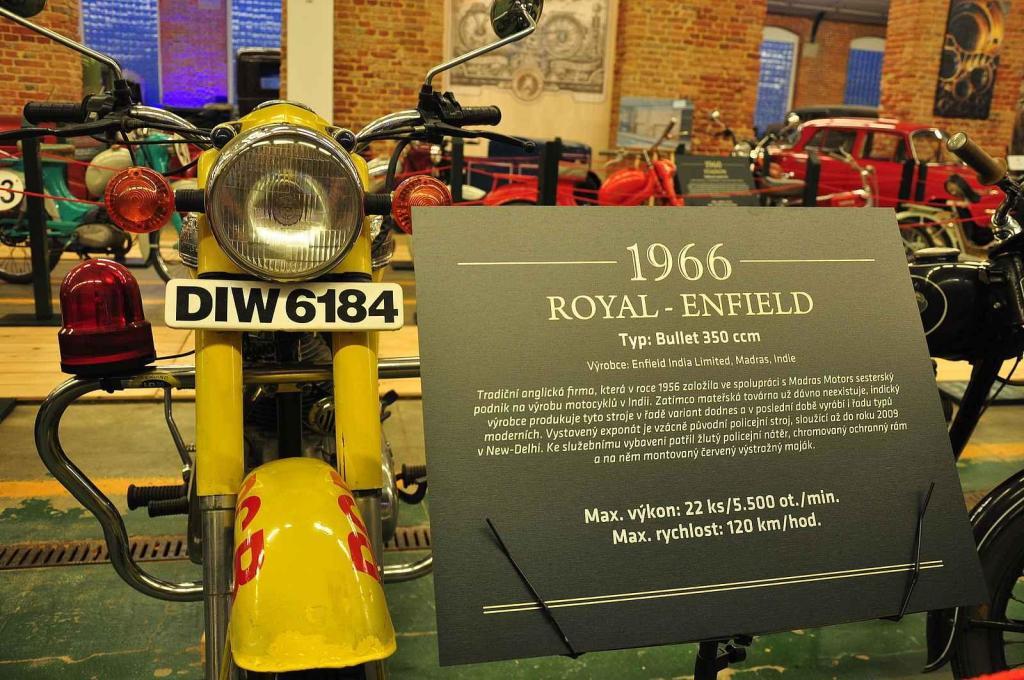 DIW 6184
3
1966
ROYAL - ENFIELD
Typ: Bullet 350 ccm
Výrobce: Enfield India Limited, Madras, Indie
Tradiční anglická firma, která v roce 1956 založila ve spolupráci s Madras Motors sesterský
podnik na výrobu motocyklů v Indii. Zatímco mateřská továrna už dávno neexistuje, indický
výrobce produkuje tyto stroje v řadě variant dodnes a v poslední době vyrábí i řadu typů
moderních. Vystavený exponát je vzácně původní policejní stroj, sloužící až do roku 2009
v New-Delhi. Ke služebnímu vybavení patřil žlutý policejní nátěr, chromovaný ochranný rám
a na něm montovaný červený výstražný maják.
Max. výkon: 22 ks/5.500 ot./min.
Max. rychlost: 120 km/hod.